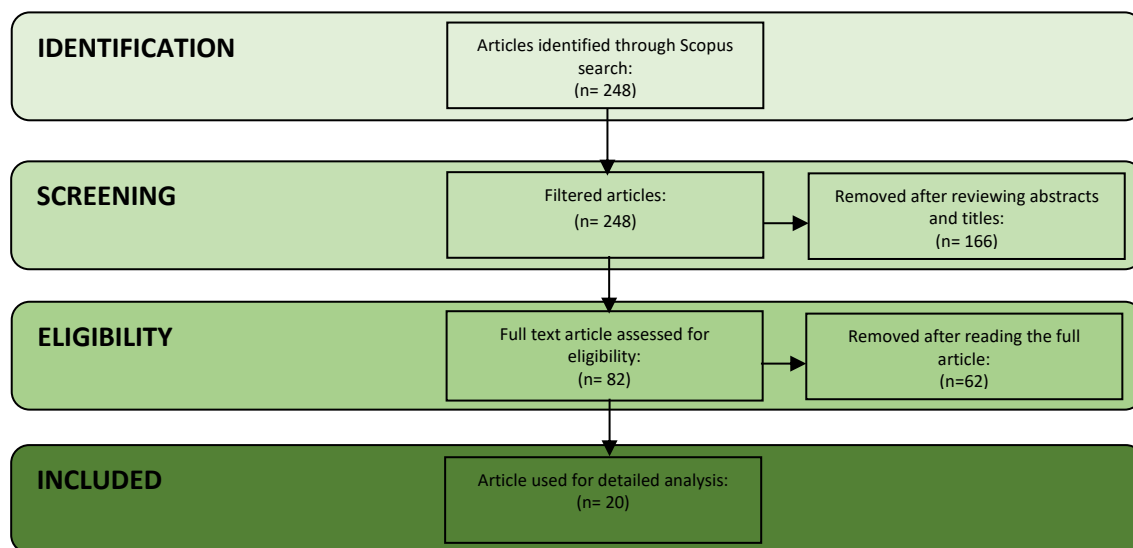 IDENTIFICATION
Articles identified through Scopus
search:
(n= 248)
SCREENING
Filtered articles:
(n= 248)
Removed after reviewing abstracts
and titles:
(n= 166)
ELIGIBILITY
Full text article assessed for
eligibility:
(n= 82)
Removed after reading the full
article:
(n=62)
INCLUDED
Article used for detailed analysis:
(n= 20)